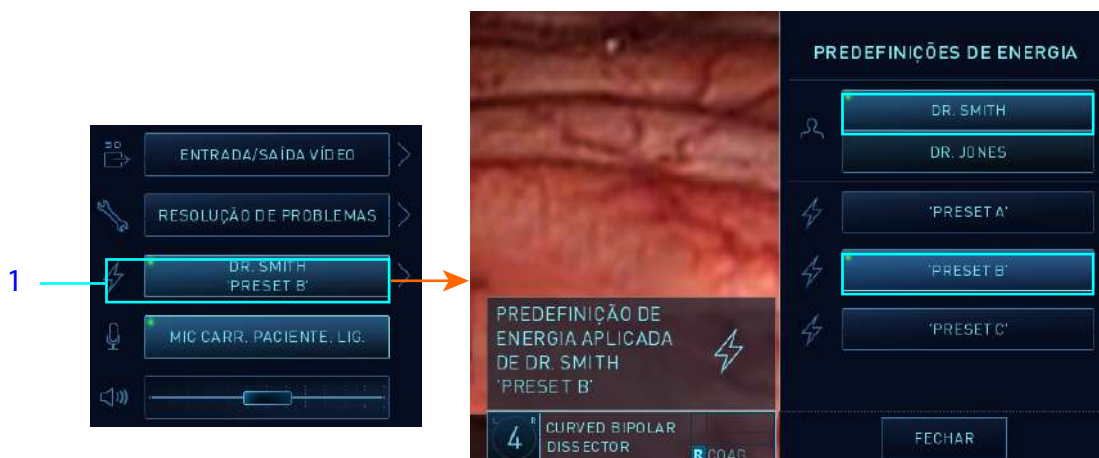 3D
ENTRADA/SAÍDA VÍDEO
RESOLUÇÃO DE PROBLEMAS
1
DR. SMITH
'PRESET B'
MIC CARR. PACIENTE. LIG.
PREDEFINIÇÃO DE
ENERGIA APLICADA
DE DR. SMITH
'PRESET B'
L R
4
CURVED BIPOLAR
DISSECTOR
R COAG
PREDEFINIÇÕES DE ENERGIA
DR. SMITH
DR. JONES
'PRESET A'
'PRESET B'
'PRESET C'
FECHAR